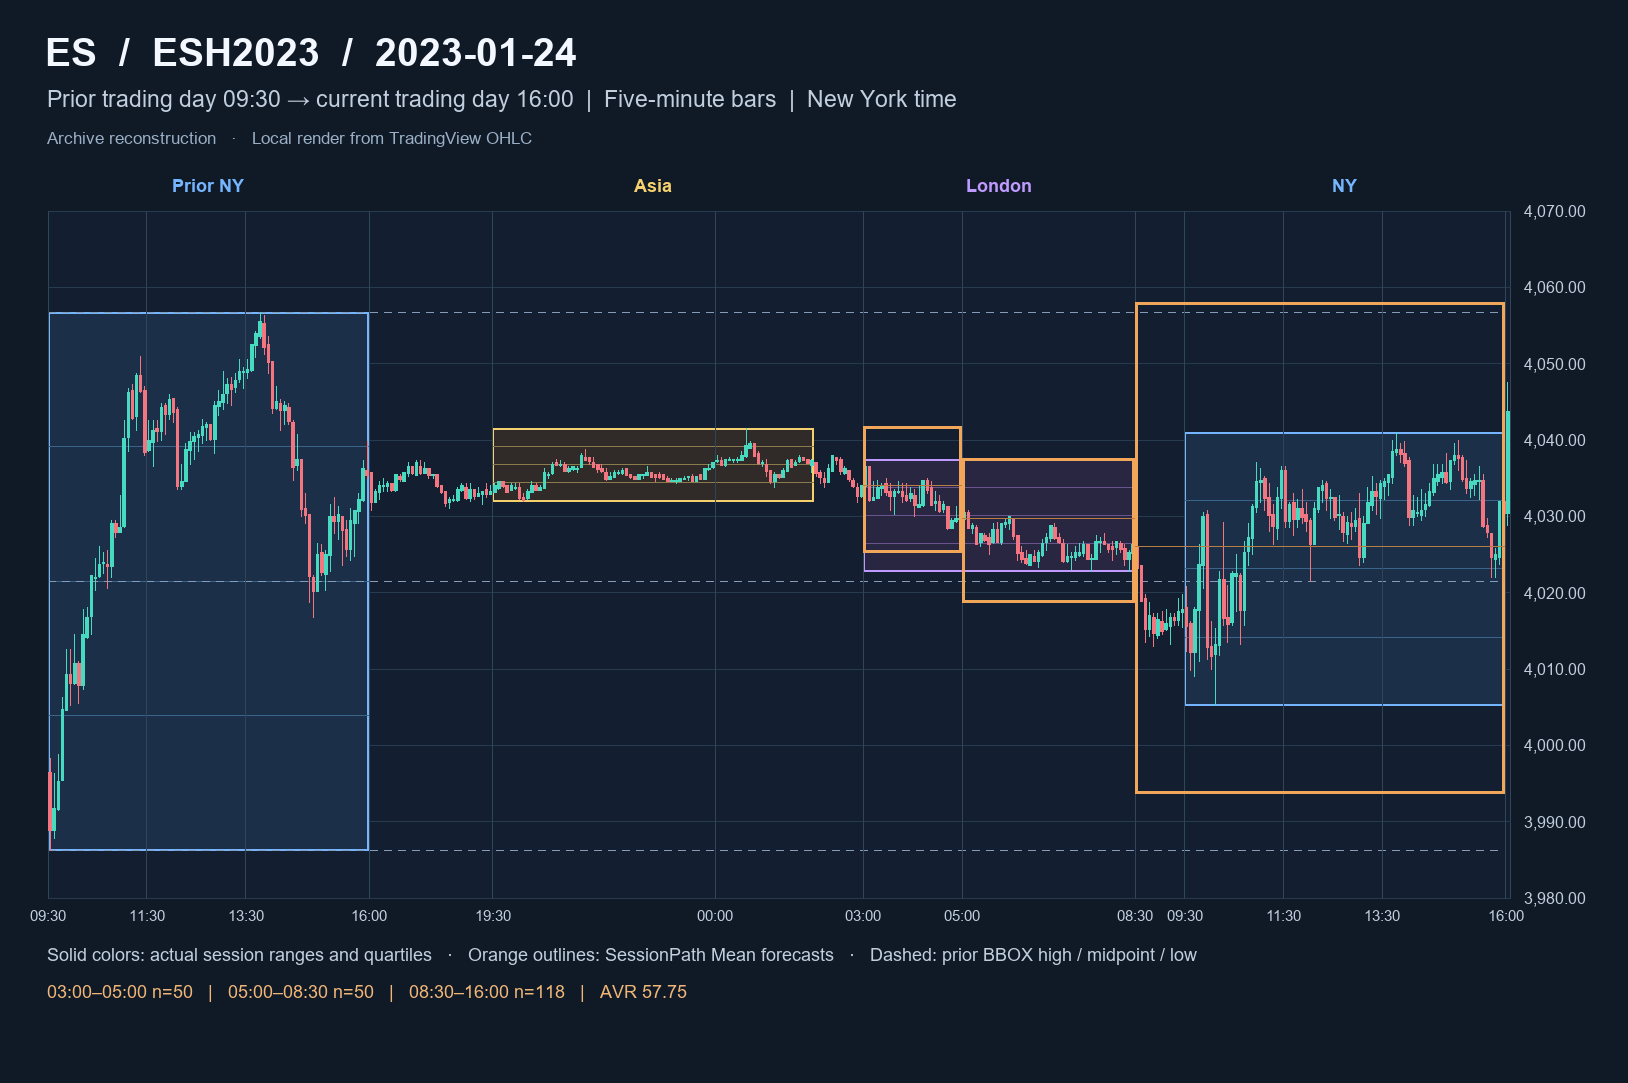 ES / ESH2023 / 2023-01-24
Prior trading day 09:30 → current trading day 16:00 | Five-minute bars | New York time
Archive reconstruction · Local render from TradingView OHLC
Prior NY Asia London NY
4,070.00
4,060.00
4,050.00
4,040.00
4,030.00
4,020.00
4,010.00
4,000.00
3,990.00
3,980.00
09:30 11:30 13:30 16:00 19:30 00:00 03:00 05:00 08:30 09:30 11:30 13:30 16:00
Solid colors: actual session ranges and quartiles · Orange outlines: SessionPath Mean forecasts · Dashed: prior BBOX high / midpoint / low
03:00–05:00 n=50 | 05:00–08:30 n=50 | 08:30–16:00 n=118 | AVR 57.75